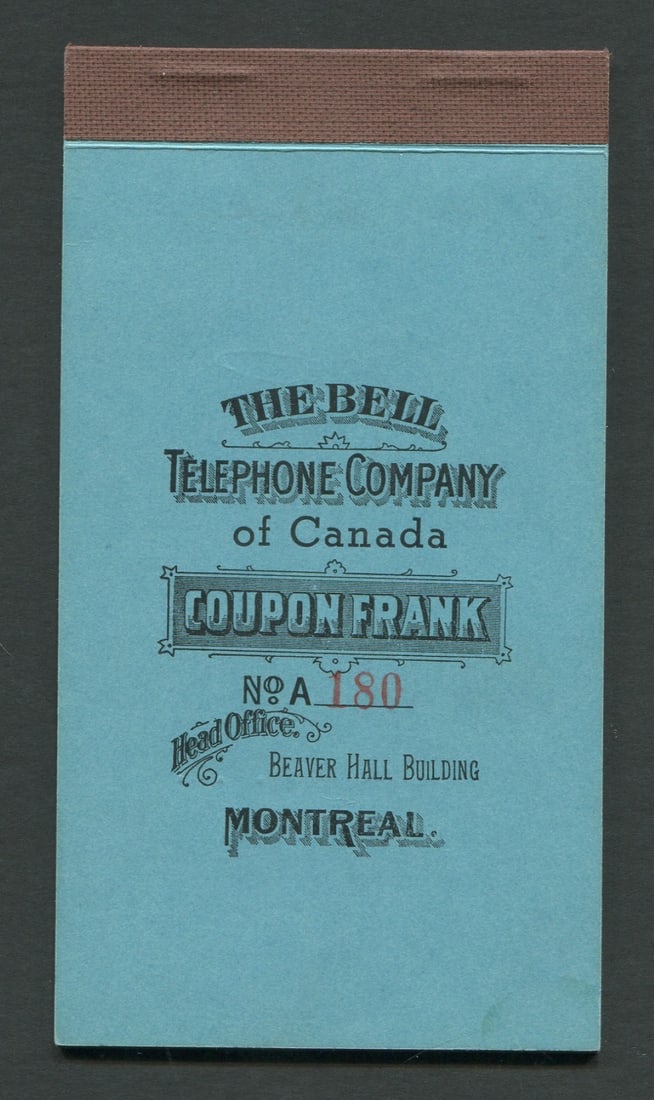 THE BELL
TELEPHONE COMPANY
of Canada
COUPON FRANK
No. A 180
Head Office.
BEAVER HALL BUILDING
MONTREAL.